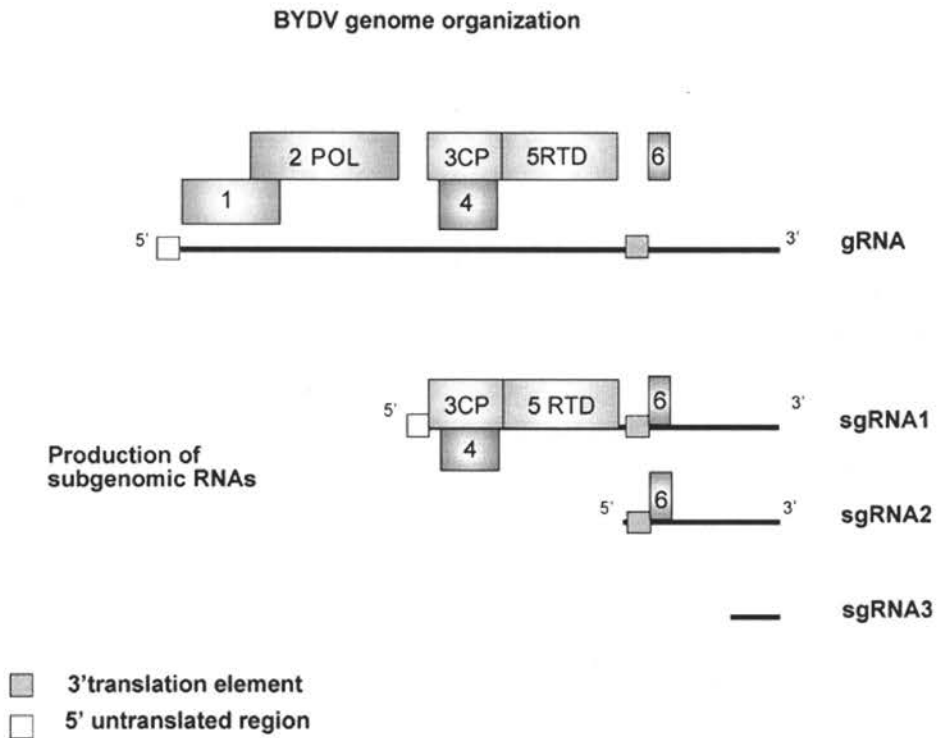 BYDV genome organization
2 POL
3CP
5RTD
6
1
4
5’
3’
gRNA
3CP
5 RTD
6
5’
3’
sgRNA1
4
Production of
subgenomic RNAs
6
5’
3’
sgRNA2
sgRNA3
3’translation element
5’ untranslated region